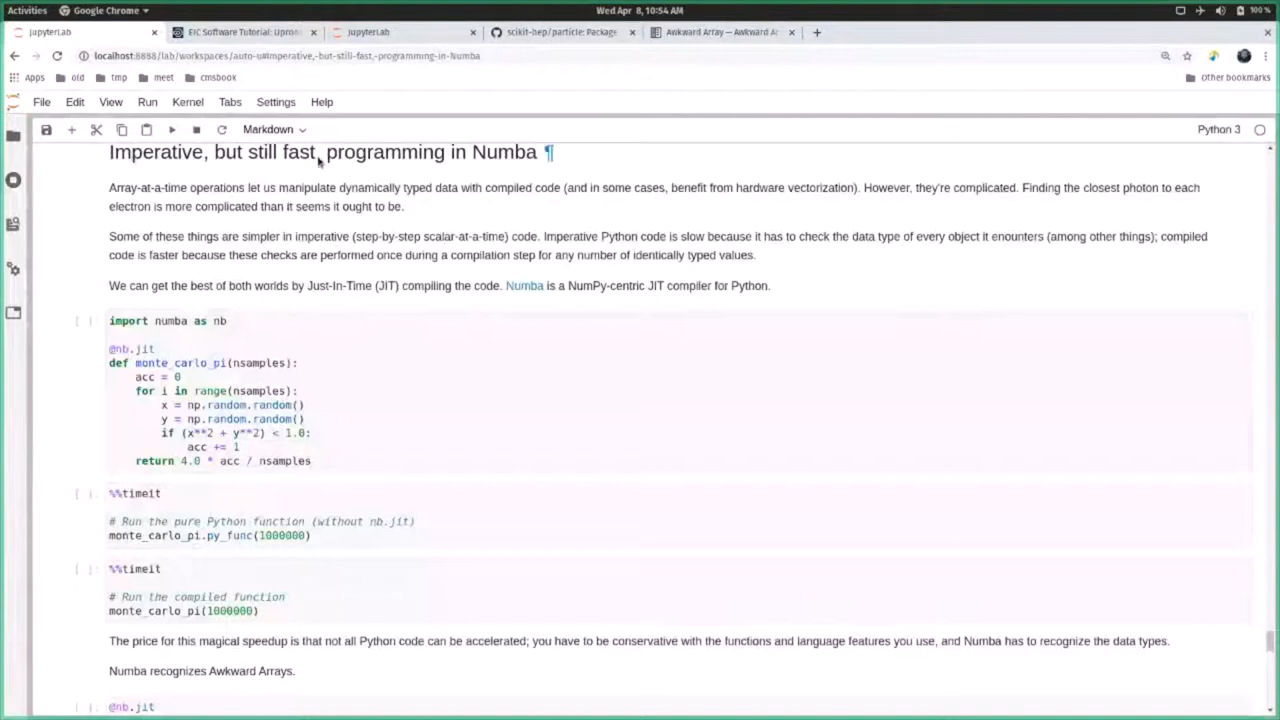 Activities
Google Chrome
Wed Apr 8, 10:54 AM
100 %
JupyterLab
EIC Software Tutorial: Upro
JupyterLab
scikit-hep/particle: Package
Awkward Array — Awkward Ar
localhost:8888/lab/workspaces/auto-u#Imperative,-but-still-fast,-programming-in-Numba
Apps
old
tmp
meet
cmsbook
Other bookmarks
File Edit View Run Kernel Tabs Settings Help
Markdown
Python 3
Imperative, but still fast, programming in Numba ¶
Array-at-a-time operations let us manipulate dynamically typed data with compiled code (and in some cases, benefit from hardware vectorization). However, they're complicated. Finding the closest photon to each
electron is more complicated than it seems it ought to be.
Some of these things are simpler in imperative (step-by-step scalar-at-a-time) code. Imperative Python code is slow because it has to check the data type of every object it enounters (among other things); compiled
code is faster because these checks are performed once during a compilation step for any number of identically typed values.
We can get the best of both worlds by Just-In-Time (JIT) compiling the code. Numba is a NumPy-centric JIT compiler for Python.
[ ]: import numba as nb
@nb.jit
def monte_carlo_pi(nsamples):
acc = 0
for i in range(nsamples):
x = np.random.random()
y = np.random.random()
if (x**2 + y**2) < 1.0:
acc += 1
return 4.0 * acc / nsamples
[ ]: %%timeit
# Run the pure Python function (without nb.jit)
monte_carlo_pi.py_func(1000000)
[ ]: %%timeit
# Run the compiled function
monte_carlo_pi(1000000)
The price for this magical speedup is that not all Python code can be accelerated; you have to be conservative with the functions and language features you use, and Numba has to recognize the data types.
Numba recognizes Awkward Arrays.
[ ]: @nb.jit